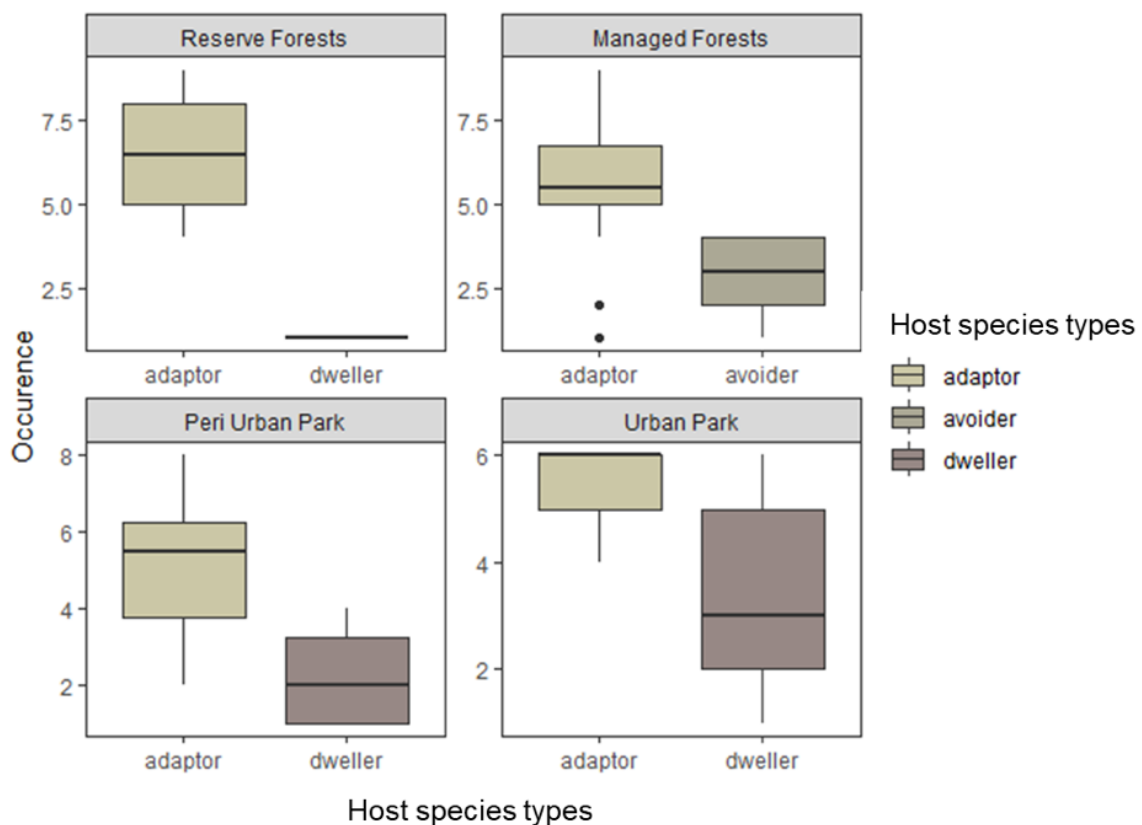 Reserve Forests
Managed Forests
7.5
5.0
2.5
adaptor
dweller
7.5
5.0
2.5
adaptor
avoider
Occurence
Peri Urban Park
Urban Park
8
6
4
2
adaptor
dweller
6
4
2
adaptor
dweller
Host species types
Host species types
adaptor
avoider
dweller